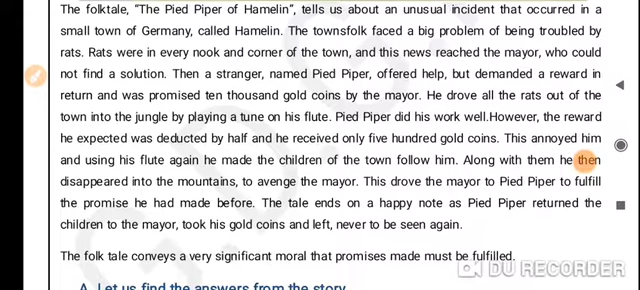 The folktale, "The Pied Piper of Hamelin", tells us about an unusual incident that occurred in a
small town of Germany, called Hamelin. The townsfolk faced a big problem of being troubled by
rats. Rats were in every nook and corner of the town, and this news reached the mayor, who could
not find a solution. Then a stranger, named Pied Piper, offered help, but demanded a reward in
return and was promised ten thousand gold coins by the mayor. He drove all the rats out of the
town into the jungle by playing a tune on his flute. Pied Piper did his work well.However, the reward
he expected was deducted by half and he received only five hundred gold coins. This annoyed him
and using his flute again he made the children of the town follow him. Along with them he then
disappeared into the mountains, to avenge the mayor. This drove the mayor to Pied Piper to fulfill
the promise he had made before. The tale ends on a happy note as Pied Piper returned the
children to the mayor, took his gold coins and left, never to be seen again.
The folk tale conveys a very significant moral that promises made must be fulfilled.
DU RECORDER
A. Let us find the answers from the story